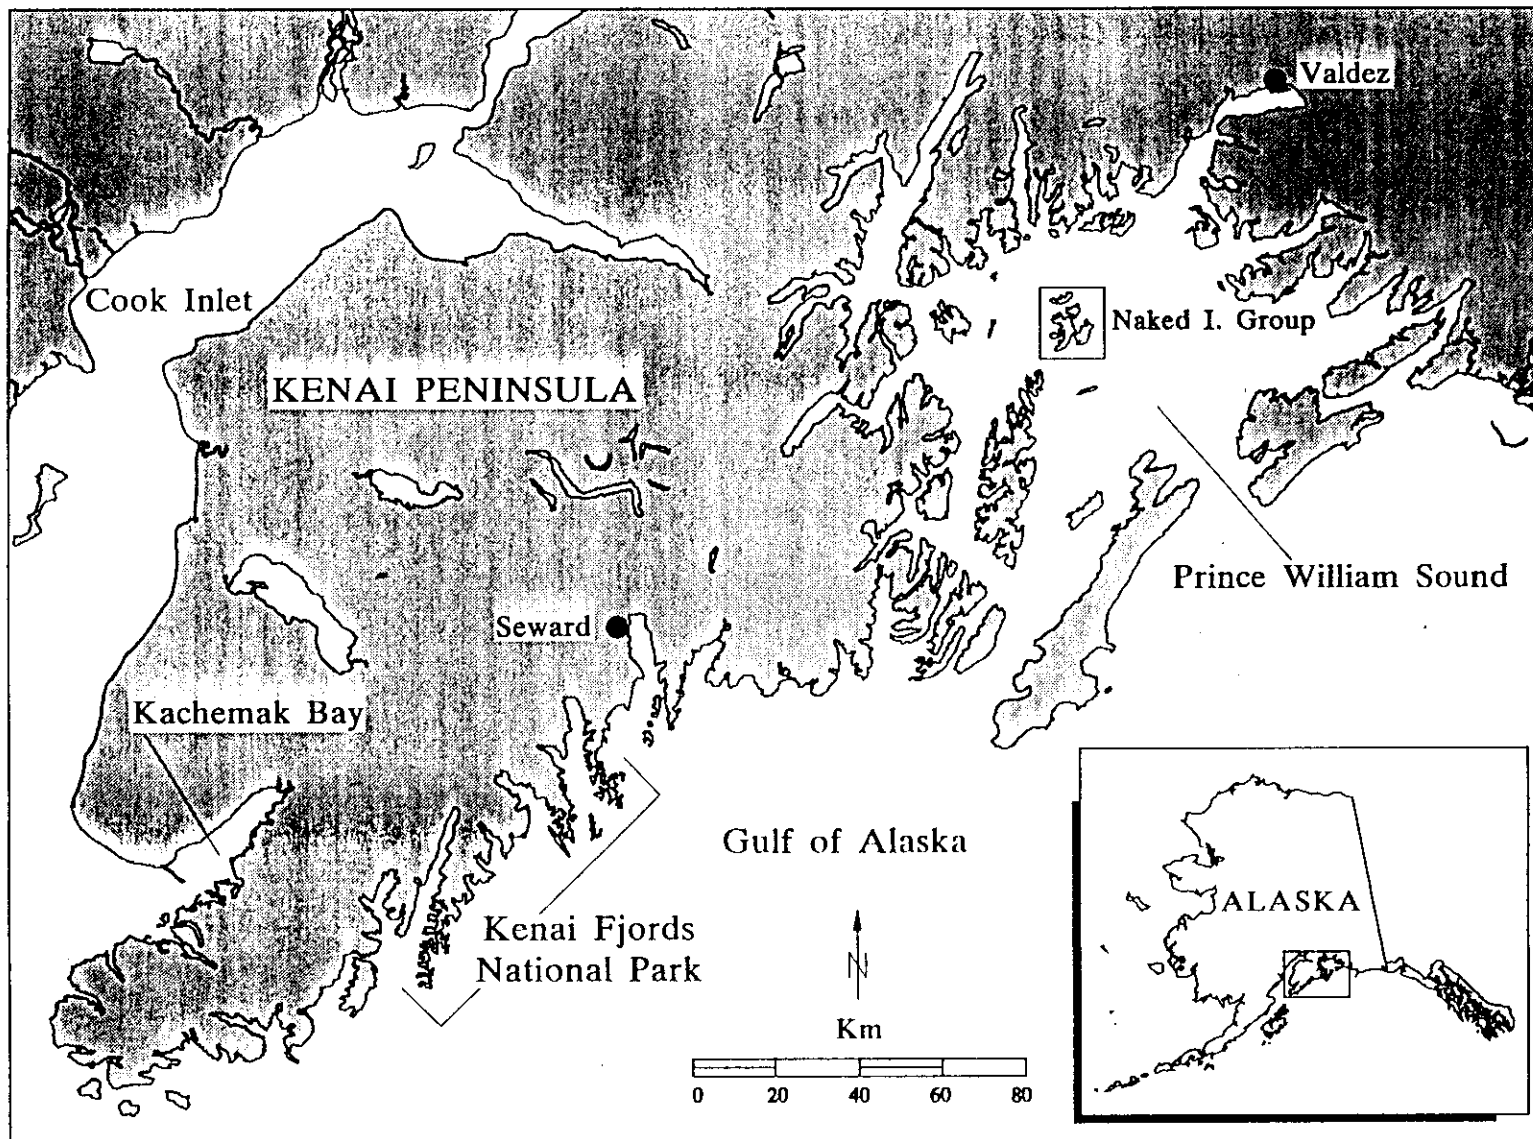 Valdez
Cook Inlet
Naked I. Group
KENAI PENINSULA
Prince William Sound
Seward
Kachemak Bay
Gulf of Alaska
ALASKA
Kenai Fjords
National Park
N
Km
0 20 40 60 80